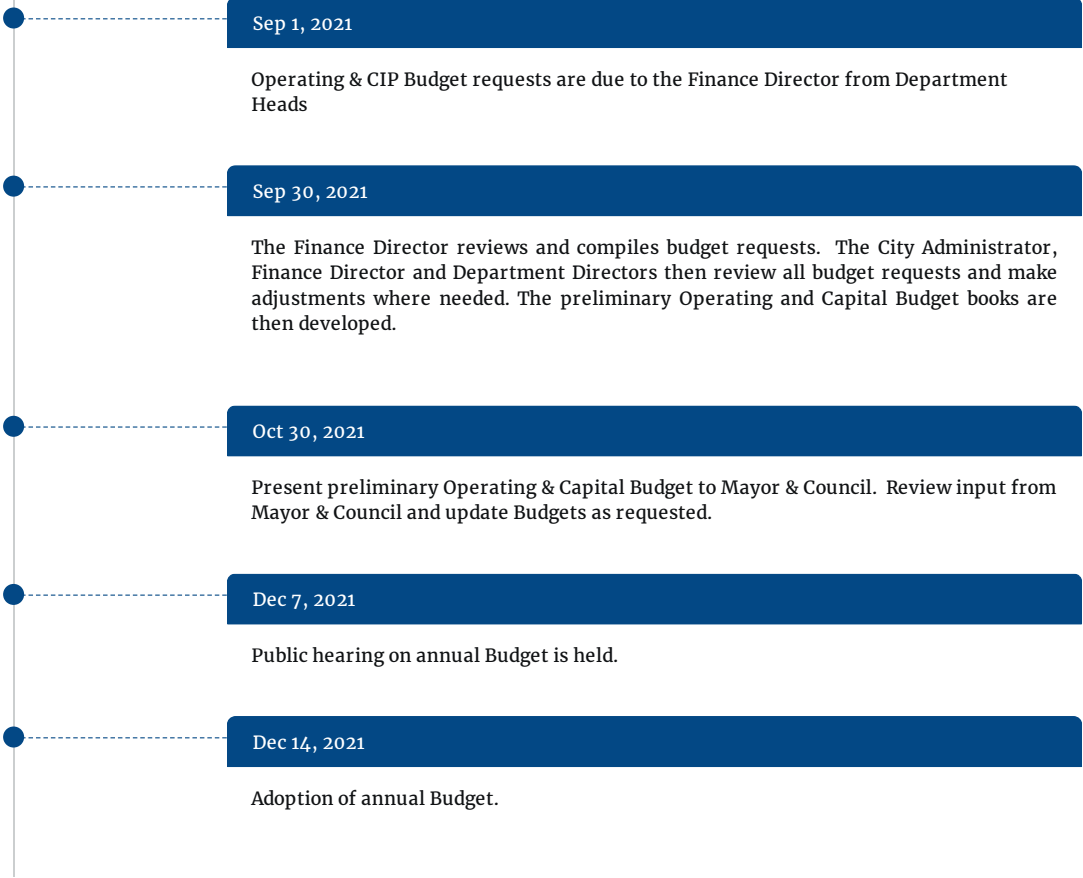 Sep 1, 2021
Operating & CIP Budget requests are due to the Finance Director from Department
Heads
Sep 30, 2021
The Finance Director reviews and compiles budget requests.  The City Administrator,
Finance Director and Department Directors then review all budget requests and make
adjustments where needed. The preliminary Operating and Capital Budget books are
then developed.
Oct 30, 2021
Present preliminary Operating & Capital Budget to Mayor & Council.  Review input from
Mayor & Council and update Budgets as requested.
Dec 7, 2021
Public hearing on annual Budget is held.
Dec 14, 2021
Adoption of annual Budget.